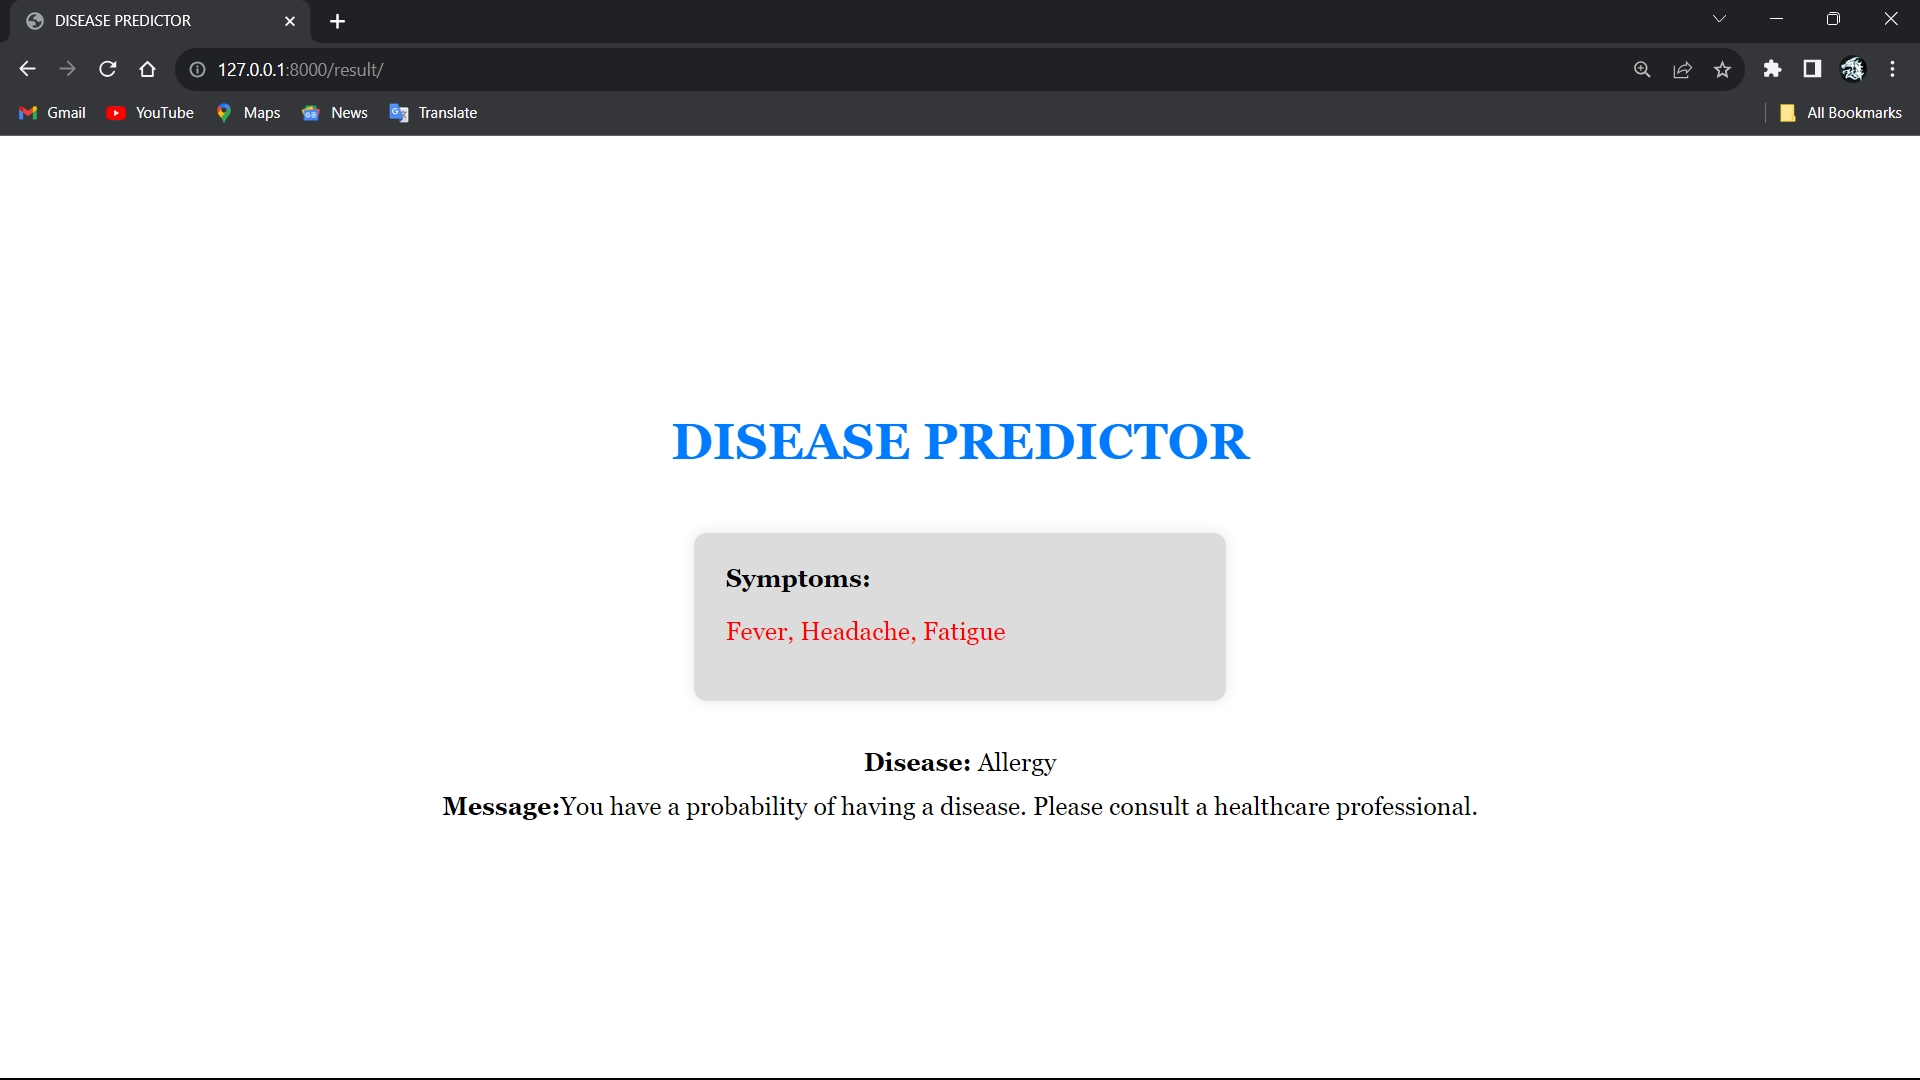 DISEASE PREDICTOR
127.0.0.1:8000/result/
Gmail YouTube Maps News Translate All Bookmarks
DISEASE PREDICTOR
Symptoms:
Fever, Headache, Fatigue
Disease: Allergy
Message:You have a probability of having a disease. Please consult a healthcare professional.